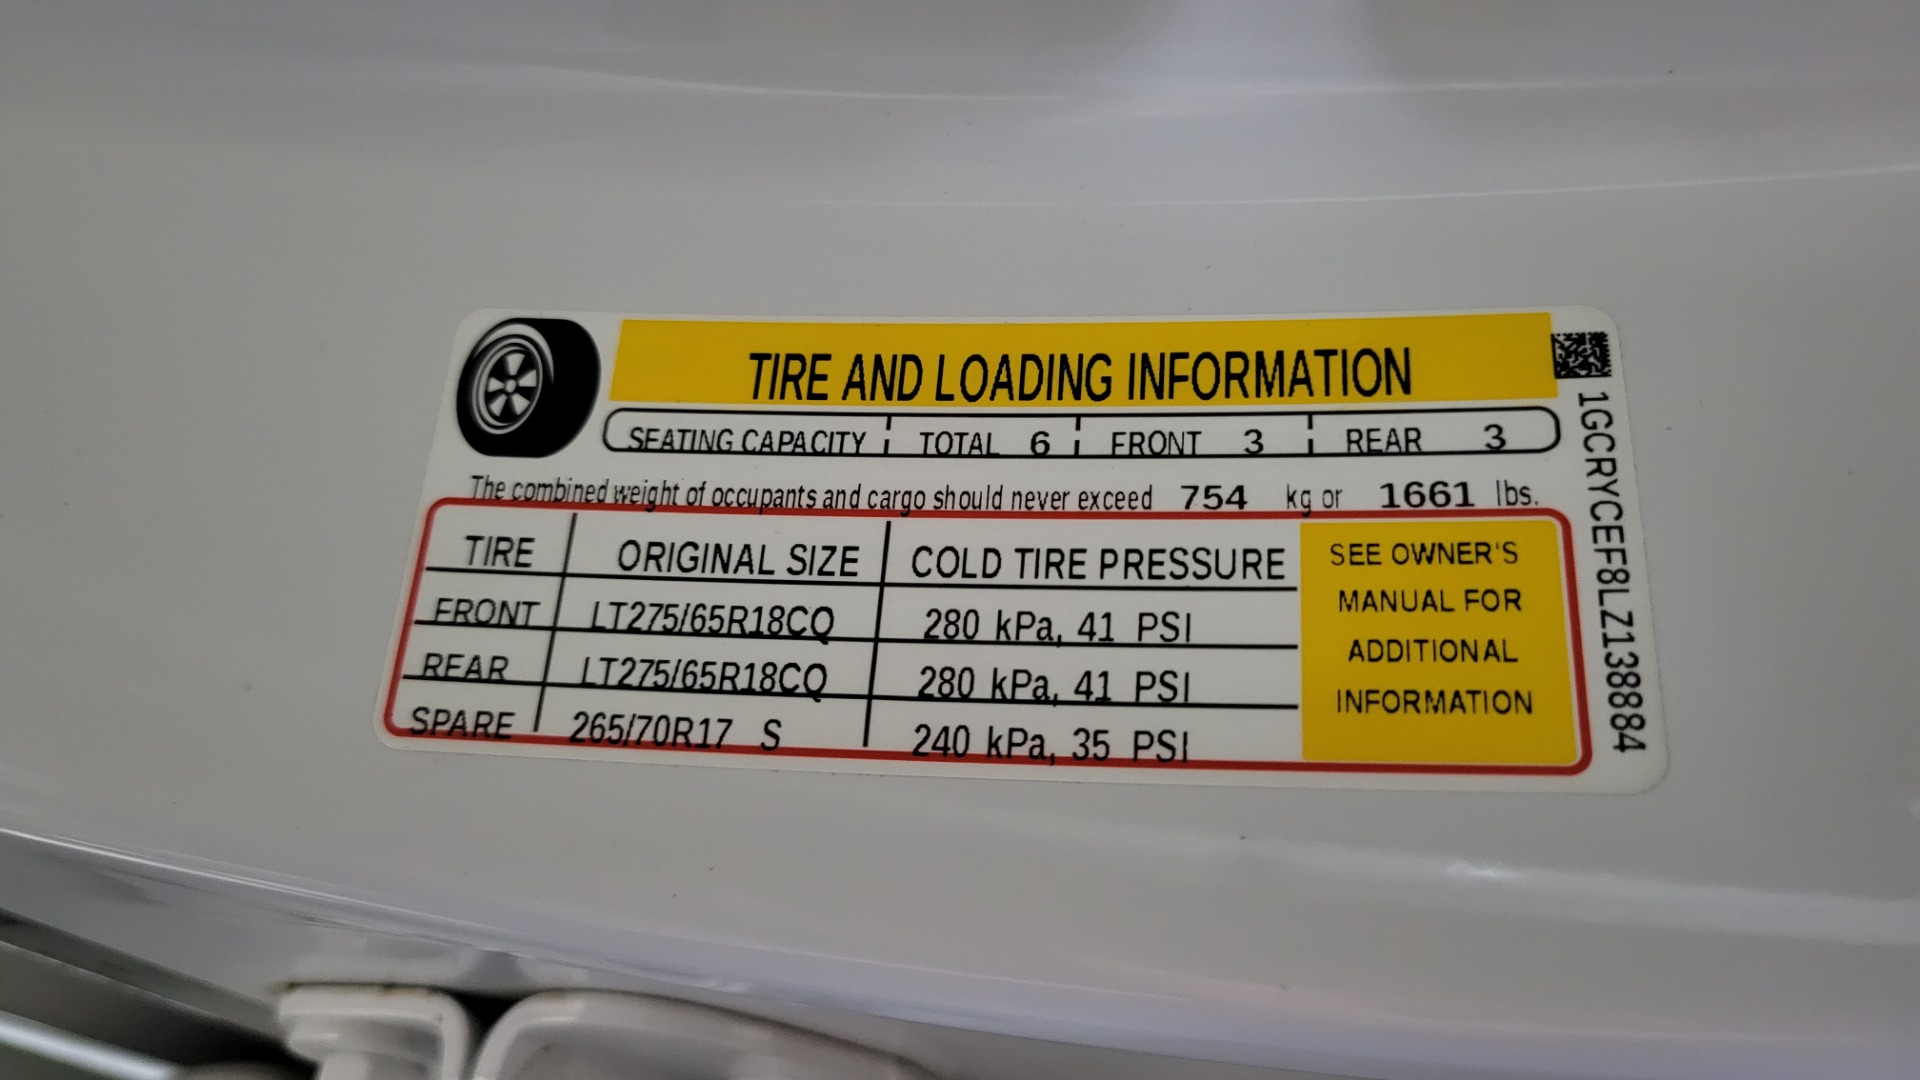 TIRE AND LOADING INFORMATION
SEATING CAPACITY TOTAL 6 FRONT 3 REAR 3
The combined weight of occupants and cargo should never exceed 754 kg or 1661 lbs.
TIRE ORIGINAL SIZE COLD TIRE PRESSURE
FRONT LT275/65R18CQ 280 kPa, 41 PSI
REAR LT275/65R18CQ 280 kPa, 41 PSI
SPARE 265/70R17 S 240 kPa, 35 PSI
SEE OWNER'S
MANUAL FOR
ADDITIONAL
INFORMATION
1GCRYCEF8LZ138884